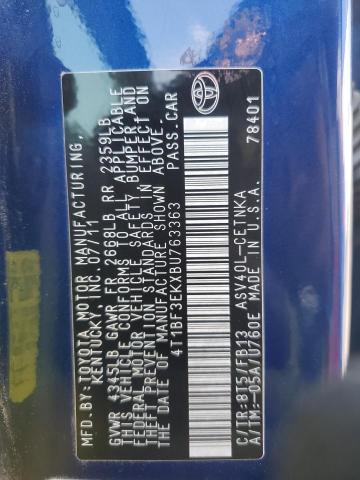 MFD.BY:TOYOTA MOTOR MANUFACTURING,
KENTUCKY, INC. 07/11
GVWR 4345LB GAWR FR 2668LB RR 2359LB
THIS VEHICLE CONFORMS TO ALL APPLICABLE
FEDERAL MOTOR VEHICLE SAFETY, BUMPER, AND
THEFT PREVENTION STANDARDS IN EFFECT ON
THE DATE OF MANUFACTURE SHOWN ABOVE.
4T1BF3EKXBU763363 PASS.CAR
C/TR:8T5/FB13 ASV40L-CETNKA
A/TM:-05A/U760E MADE IN U.S.A.
78401